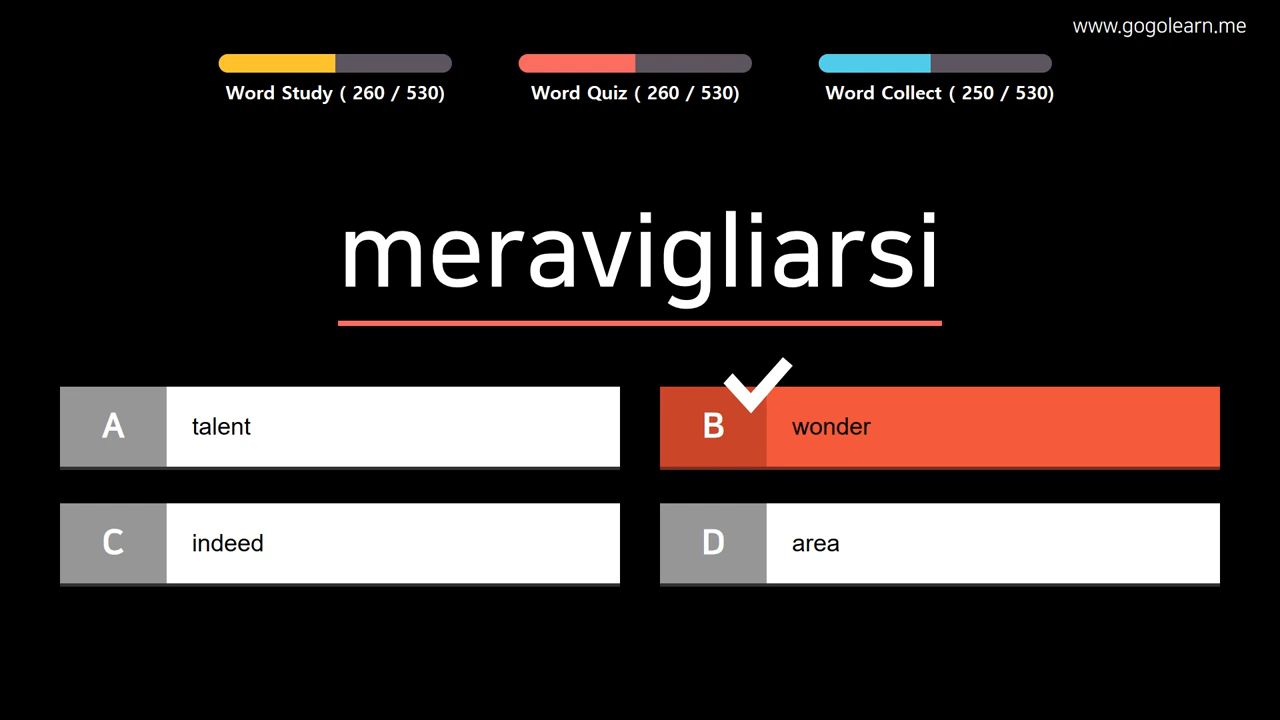 www.gogolearn.me
Word Study ( 260 / 530)
Word Quiz ( 260 / 530)
Word Collect ( 250 / 530)
meravigliarsi
A talent
B wonder
C indeed
D area